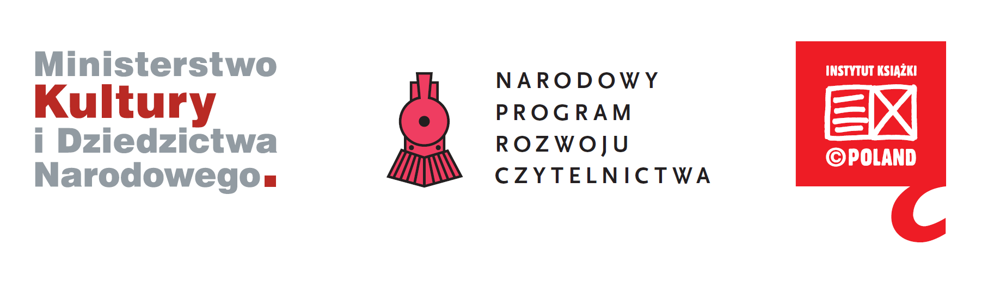 Ministerstwo
Kultury
i Dziedzictwa
Narodowego.
NARODOWY
PROGRAM
ROZWOJU
CZYTELNICTWA
INSTYTUT KSIĄŻKI
©POLAND